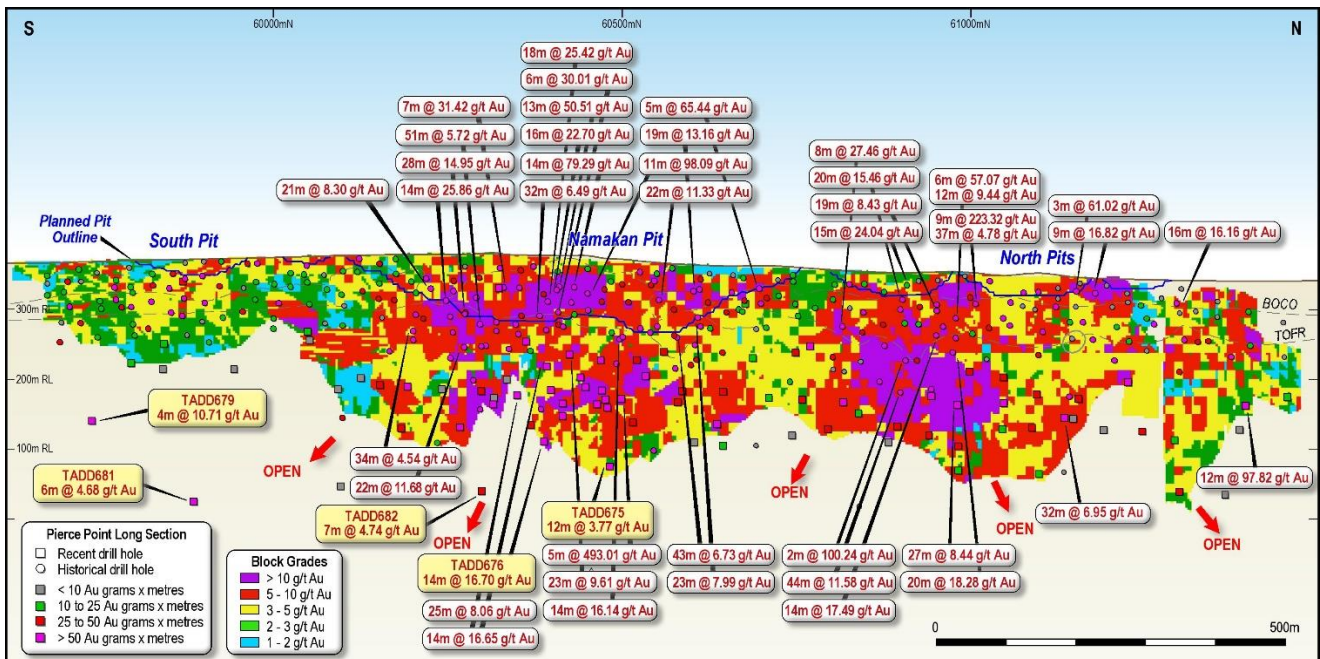 S
60000mN
60500mN
61000mN
N
18m @ 25.42 g/t Au
6m @ 30.01 g/t Au
13m @ 50.51 g/t Au
16m @ 22.70 g/t Au
14m @ 79.29 g/t Au
32m @ 6.49 g/t Au
7m @ 31.42 g/t Au
51m @ 5.72 g/t Au
28m @ 14.95 g/t Au
14m @ 25.86 g/t Au
21m @ 8.30 g/t Au
5m @ 65.44 g/t Au
19m @ 13.16 g/t Au
11m @ 98.09 g/t Au
22m @ 11.33 g/t Au
8m @ 27.46 g/t Au
20m @ 15.46 g/t Au
19m @ 8.43 g/t Au
15m @ 24.04 g/t Au
6m @ 57.07 g/t Au
12m @ 9.44 g/t Au
9m @ 223.32 g/t Au
37m @ 4.78 g/t Au
3m @ 61.02 g/t Au
9m @ 16.82 g/t Au
16m @ 16.16 g/t Au
Planned Pit
Outline
South Pit
Namakan Pit
North Pits
BOCO
TOFR
300m RL
200m RL
100m RL
TADD679
4m @ 10.71 g/t Au
TADD681
6m @ 4.68 g/t Au
OPEN
34m @ 4.54 g/t Au
22m @ 11.68 g/t Au
TADD682
7m @ 4.74 g/t Au
OPEN
TADD676
14m @ 16.70 g/t Au
25m @ 8.06 g/t Au
14m @ 16.65 g/t Au
TADD675
12m @ 3.77 g/t Au
5m @ 493.01 g/t Au
23m @ 9.61 g/t Au
14m @ 16.14 g/t Au
43m @ 6.73 g/t Au
23m @ 7.99 g/t Au
OPEN
2m @ 100.24 g/t Au
44m @ 11.58 g/t Au
14m @ 17.49 g/t Au
27m @ 8.44 g/t Au
20m @ 18.28 g/t Au
OPEN
32m @ 6.95 g/t Au
12m @ 97.82 g/t Au
OPEN
Pierce Point Long Section
Recent drill hole
Historical drill hole
< 10 Au grams x metres
10 to 25 Au grams x metres
25 to 50 Au grams x metres
> 50 Au grams x metres
Block Grades
> 10 g/t Au
5 - 10 g/t Au
3 - 5 g/t Au
2 - 3 g/t Au
1 - 2 g/t Au
0
500m